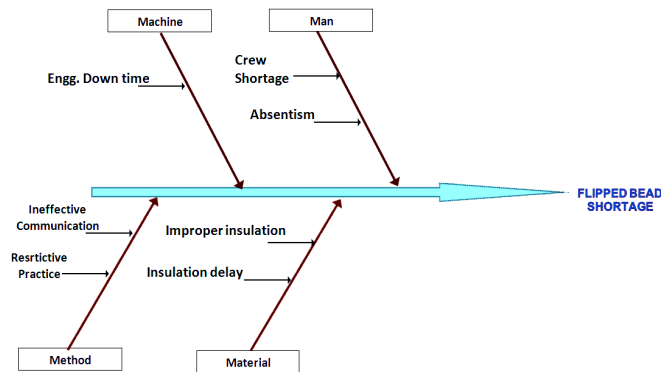 Machine
Man
Engg. Down time
Crew
Shortage
Absentism
FLIPPED BEAD
SHORTAGE
Ineffective
Communication
Resrtictive
Practice
Improper insulation
Insulation delay
Method
Material